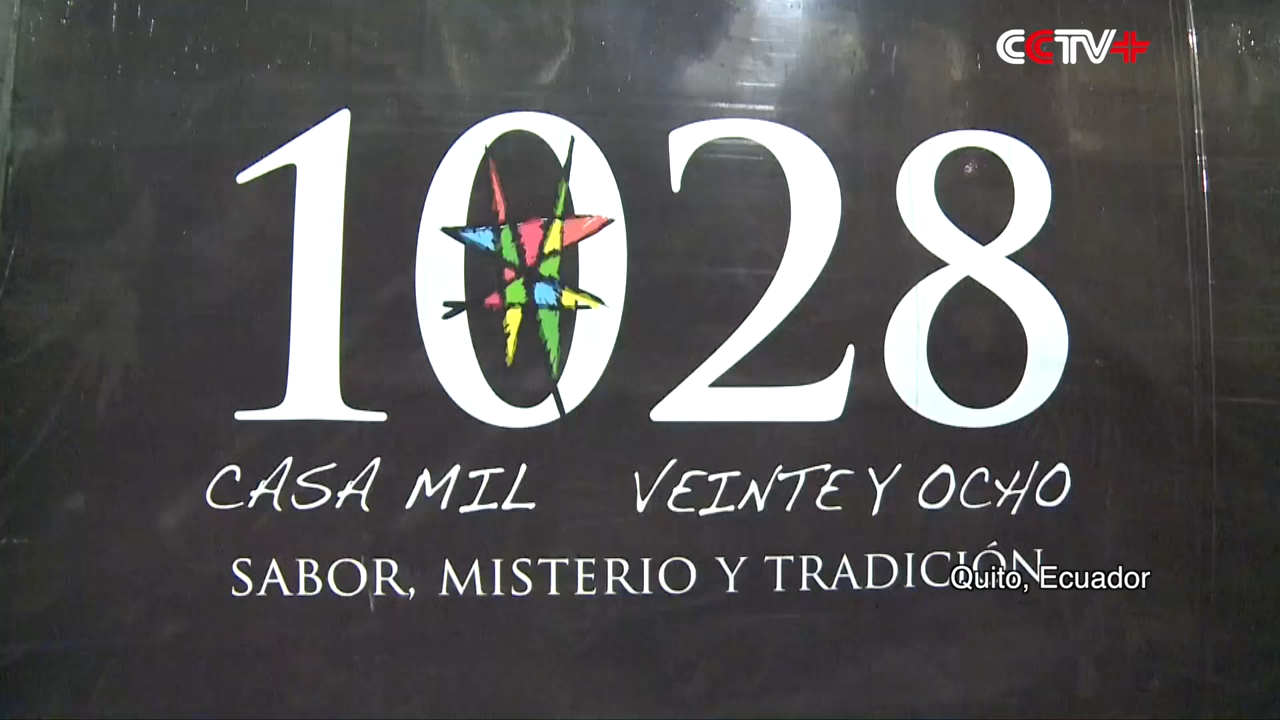 CCTV+
1028
CASA MIL VEINTE Y OCHO
SABOR, MISTERIO Y TRADICIÓN
Quito, Ecuador